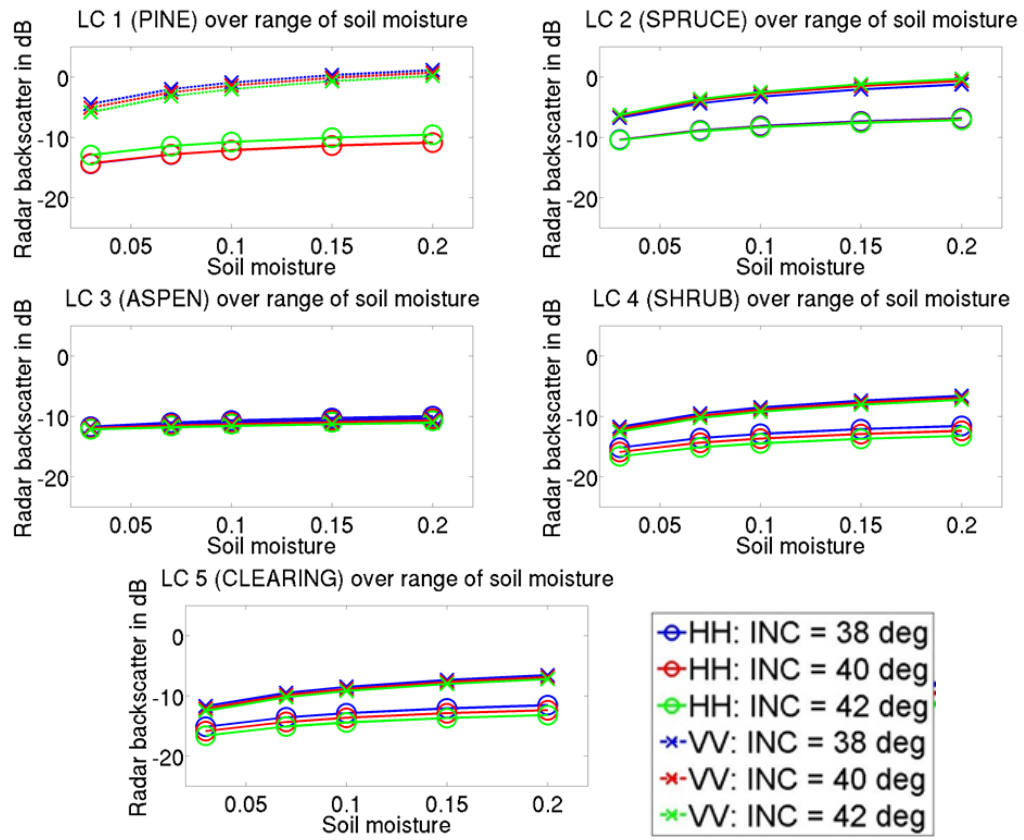 LC 1 (PINE) over range of soil moisture
Radar backscatter in dB
0
-10
-20
0.05 0.1 0.15 0.2
Soil moisture
LC 2 (SPRUCE) over range of soil moisture
Radar backscatter in dB
0
-10
-20
0.05 0.1 0.15 0.2
Soil moisture
LC 3 (ASPEN) over range of soil moisture
Radar backscatter in dB
0
-10
-20
0.05 0.1 0.15 0.2
Soil moisture
LC 4 (SHRUB) over range of soil moisture
Radar backscatter in dB
0
-10
-20
0.05 0.1 0.15 0.2
Soil moisture
LC 5 (CLEARING) over range of soil moisture
Radar backscatter in dB
0
-10
-20
0.05 0.1 0.15 0.2
Soil moisture
HH: INC = 38 deg
HH: INC = 40 deg
HH: INC = 42 deg
VV: INC = 38 deg
VV: INC = 40 deg
VV: INC = 42 deg